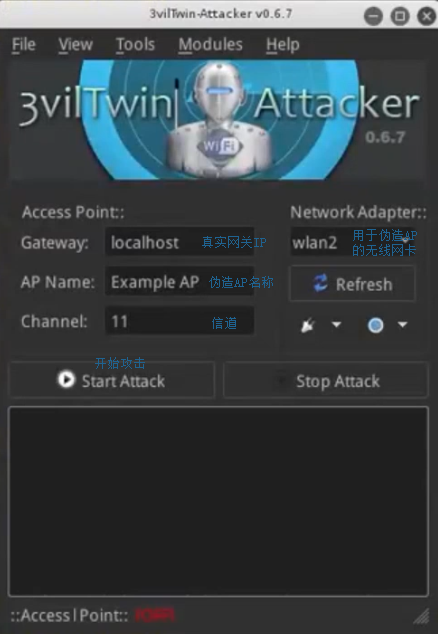 3vilTwin-Attacker v0.6.7
File View Tools Modules Help
3vilTwin Attacker
WiFi
0.6.7
Access Point::
Network Adapter::
Gateway: localhost 真实网关IP
wlan2 用于伪造AP
的无线网卡
AP Name: Example AP 伪造AP名称
Refresh
Channel: 11 信道
开始攻击
Start Attack
Stop Attack
::Access|Point::